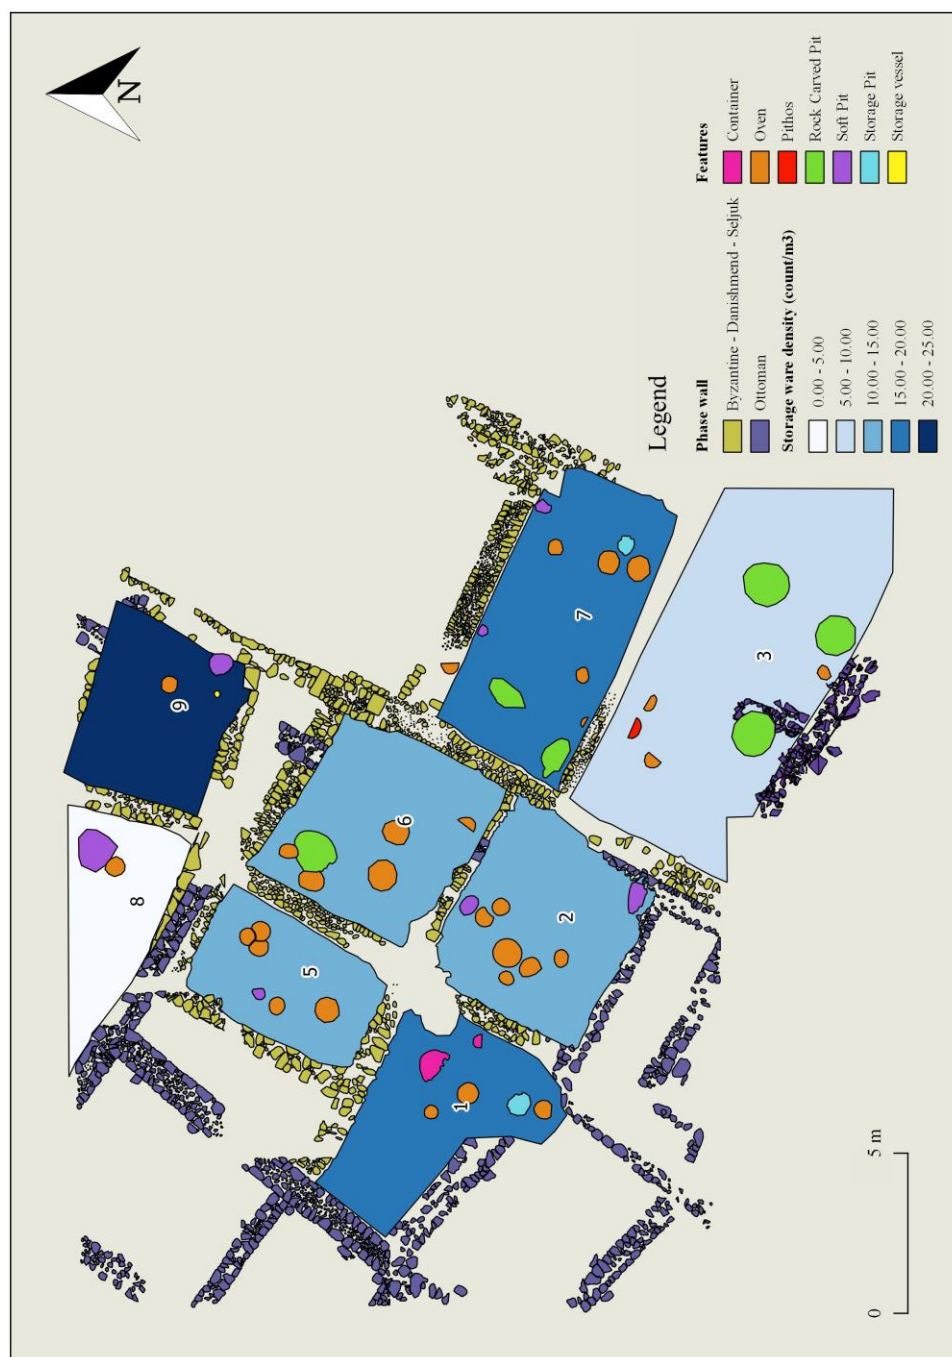 N
Legend
Phase wall
Byzantine - Danishmend - Seljuk
Ottoman
Storage ware density (count/m3)
0.00 - 5.00
5.00 - 10.00
10.00 - 15.00
15.00 - 20.00
20.00 - 25.00
Features
Container
Oven
Pithos
Rock Carved Pit
Soft Pit
Storage Pit
Storage vessel
8
9
5
6
7
1
2
3
0
5 m